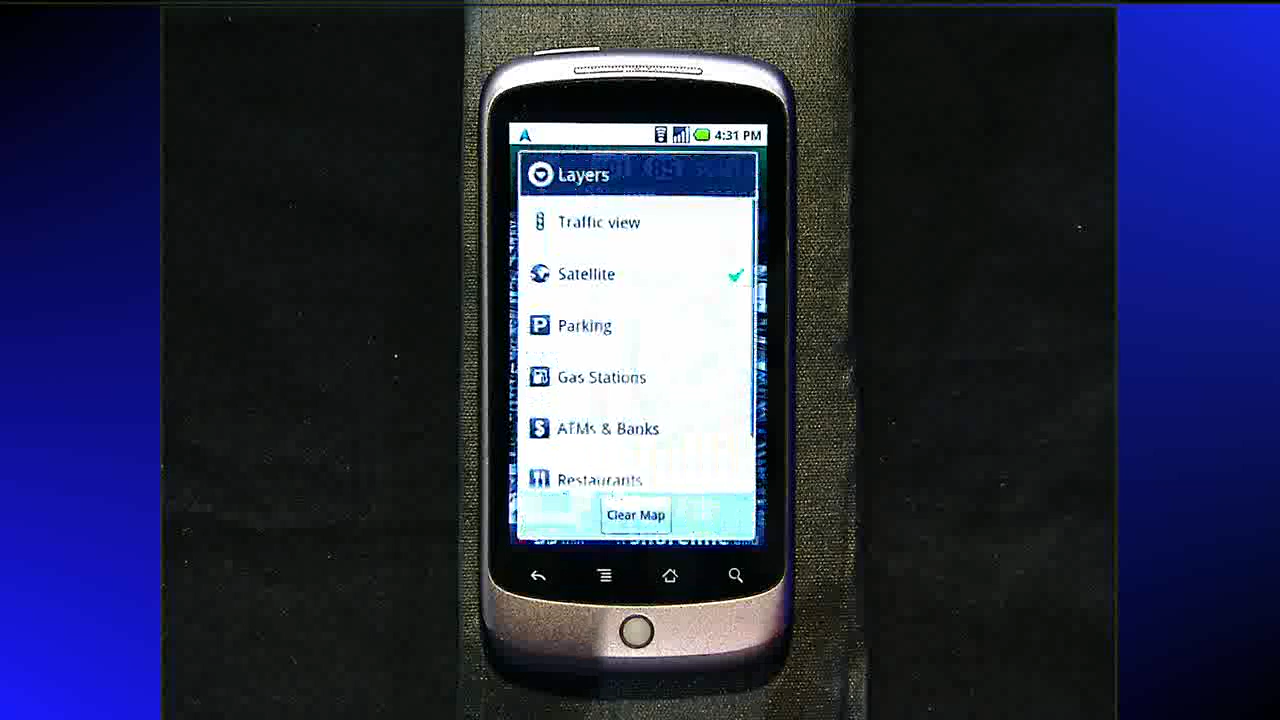 4:31 PM
Layers
Traffic view
Satellite
P Parking
Gas Stations
$ ATMs & Banks
Restaurants
Clear Map